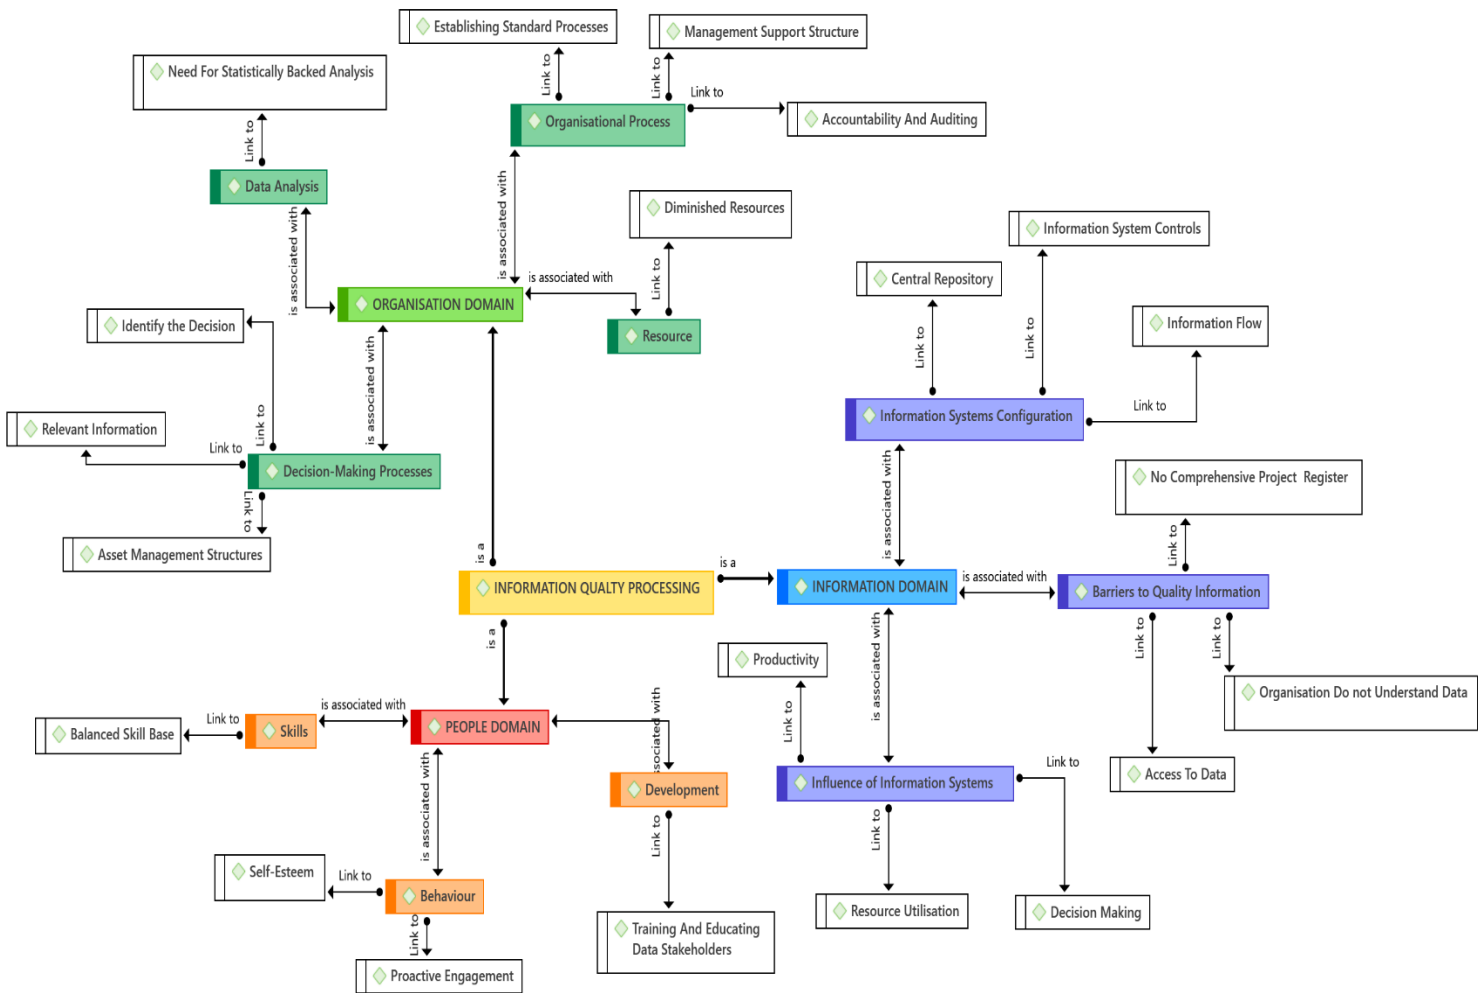 Establishing Standard Processes
Management Support Structure
Need For Statistically Backed Analysis
Link to
Link to
Link to
Accountability And Auditing
Organisational Process
Link to
Data Analysis
is associated with
is associated with
Diminished Resources
Information System Controls
Link to
is associated with
Central Repository
ORGANISATION DOMAIN
Identify the Decision
Resource
Information Flow
is associated with
Link to
Link to
Information Systems Configuration
Link to
Relevant Information
Link to
Link to
Decision-Making Processes
Link to
Asset Management Structures
No Comprehensive Project  Register
is associated with
Link to
is a
is a
INFORMATION QUALTY PROCESSING
INFORMATION DOMAIN
is associated with
Barriers to Quality Information
is a
Link to
Link to
Productivity
is associated with
Organisation Do not Understand Data
Balanced Skill Base
Link to
Skills
is associated with
PEOPLE DOMAIN
associated with
Link to
Access To Data
Link to
Development
Influence of Information Systems
is associated with
Link to
Link to
Self-Esteem
Link to
Behaviour
Resource Utilisation
Decision Making
Link to
Training And Educating
Data Stakeholders
Proactive Engagement